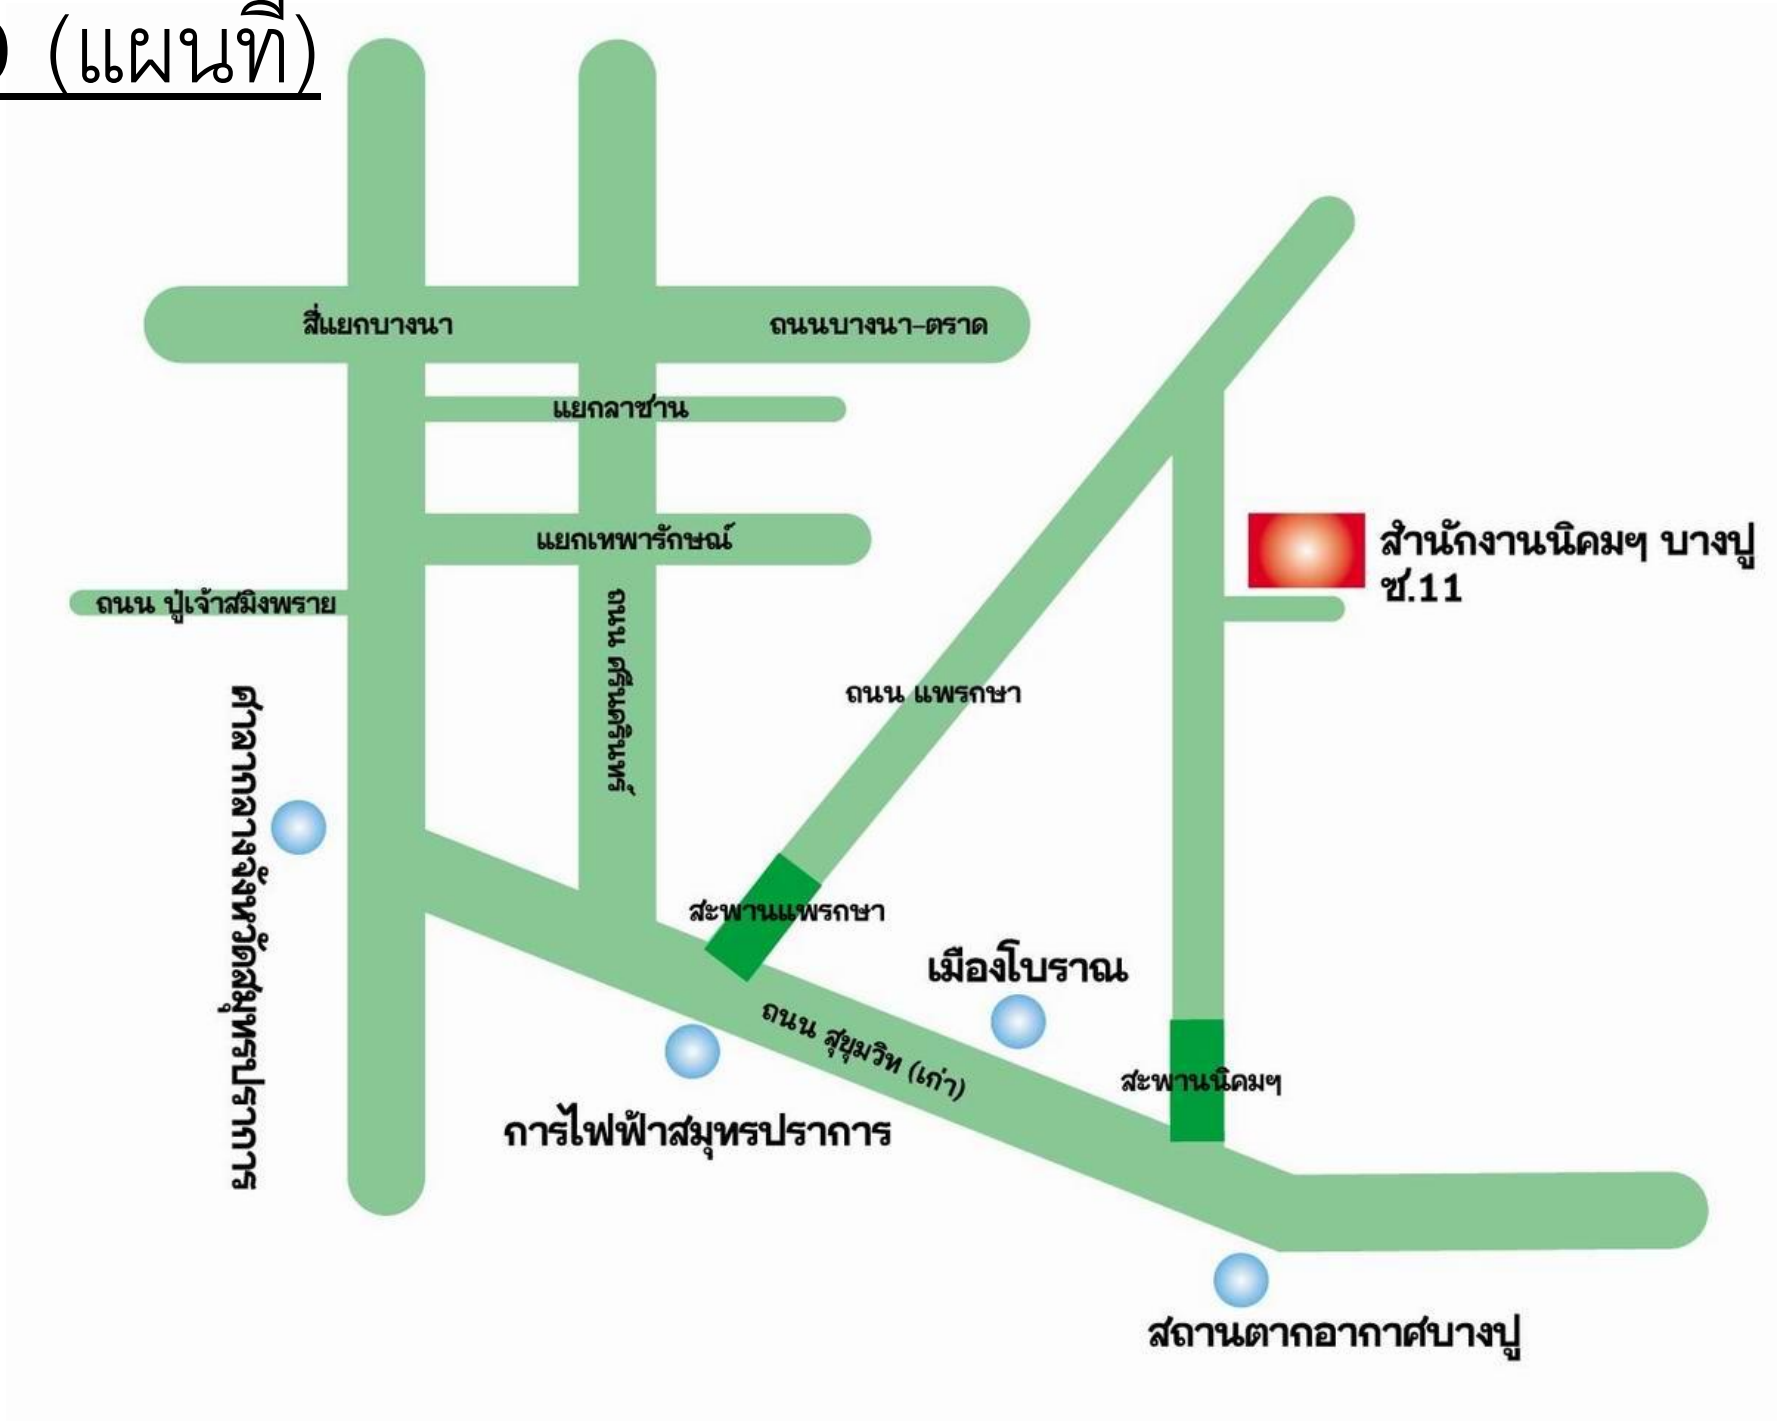 (แผนที่)
สี่แยกบางนา
ถนนบางนา-ตราด
แยกลาซาน
แยกเทพารักษณ์
สำนักงานนิคมฯ บางปู
ซ.11
ถนน ปู่เจ้าสมิงพราย
ถนน ศรีนครินทร์
ถนน แพรกษา
ศาลากลางจังหวัดสมุทรปราการ
สะพานแพรกษา
เมืองโบราณ
ถนน สุขุมวิท (เก่า)
สะพานนิคมฯ
การไฟฟ้าสมุทรปราการ
สถานตากอากาศบางปู